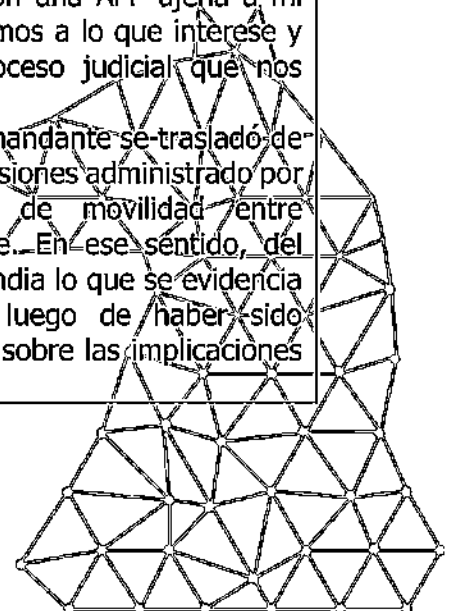 on una AFP ajena a mi
mos a lo que interese y
oceso judicial que nos
mandante se trasladó de
siones administrado por
de movilidad entre
e. En ese sentido, del
ndia lo que se evidencia
luego de haber sido
sobre las implicaciones